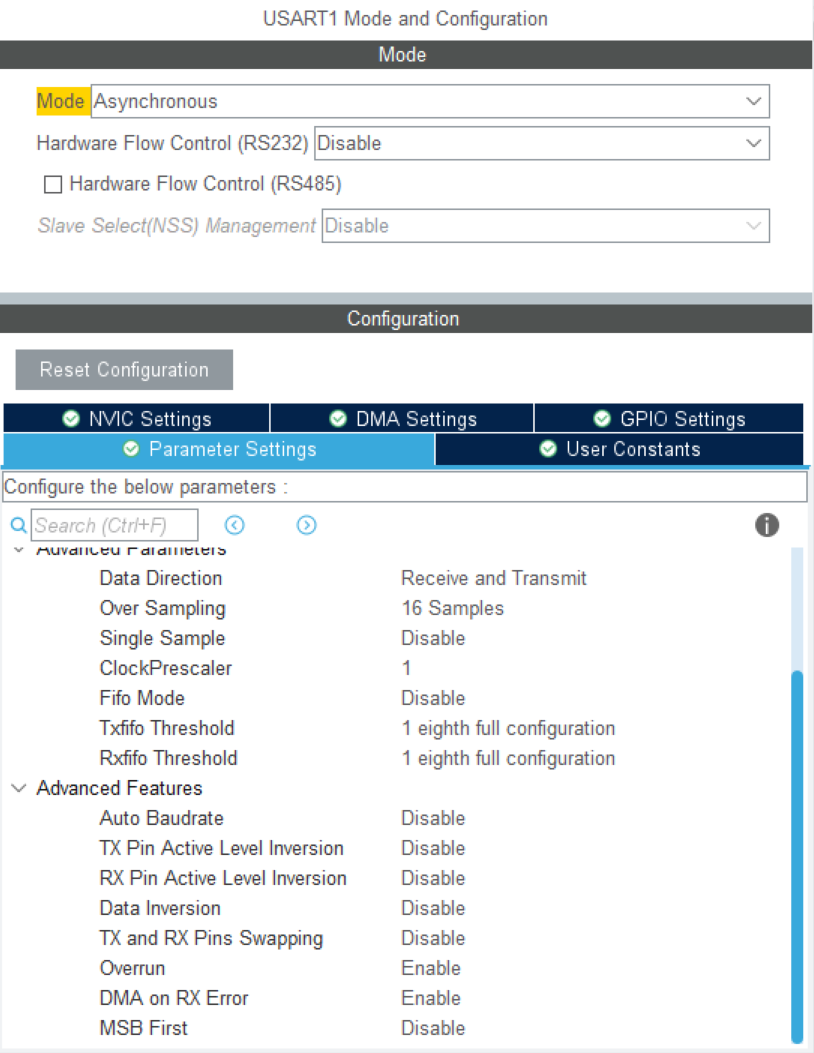 USART1 Mode and Configuration
Mode
Mode Asynchronous
Hardware Flow Control (RS232) Disable
Hardware Flow Control (RS485)
Slave Select(NSS) Management Disable
Configuration
Reset Configuration
NVIC Settings DMA Settings GPIO Settings
Parameter Settings User Constants
Configure the below parameters :
Search (Ctrl+F)
Advanced Parameters
Data Direction Receive and Transmit
Over Sampling 16 Samples
Single Sample Disable
ClockPrescaler 1
Fifo Mode Disable
Txfifo Threshold 1 eighth full configuration
Rxfifo Threshold 1 eighth full configuration
Advanced Features
Auto Baudrate Disable
TX Pin Active Level Inversion Disable
RX Pin Active Level Inversion Disable
Data Inversion Disable
TX and RX Pins Swapping Disable
Overrun Enable
DMA on RX Error Enable
MSB First Disable